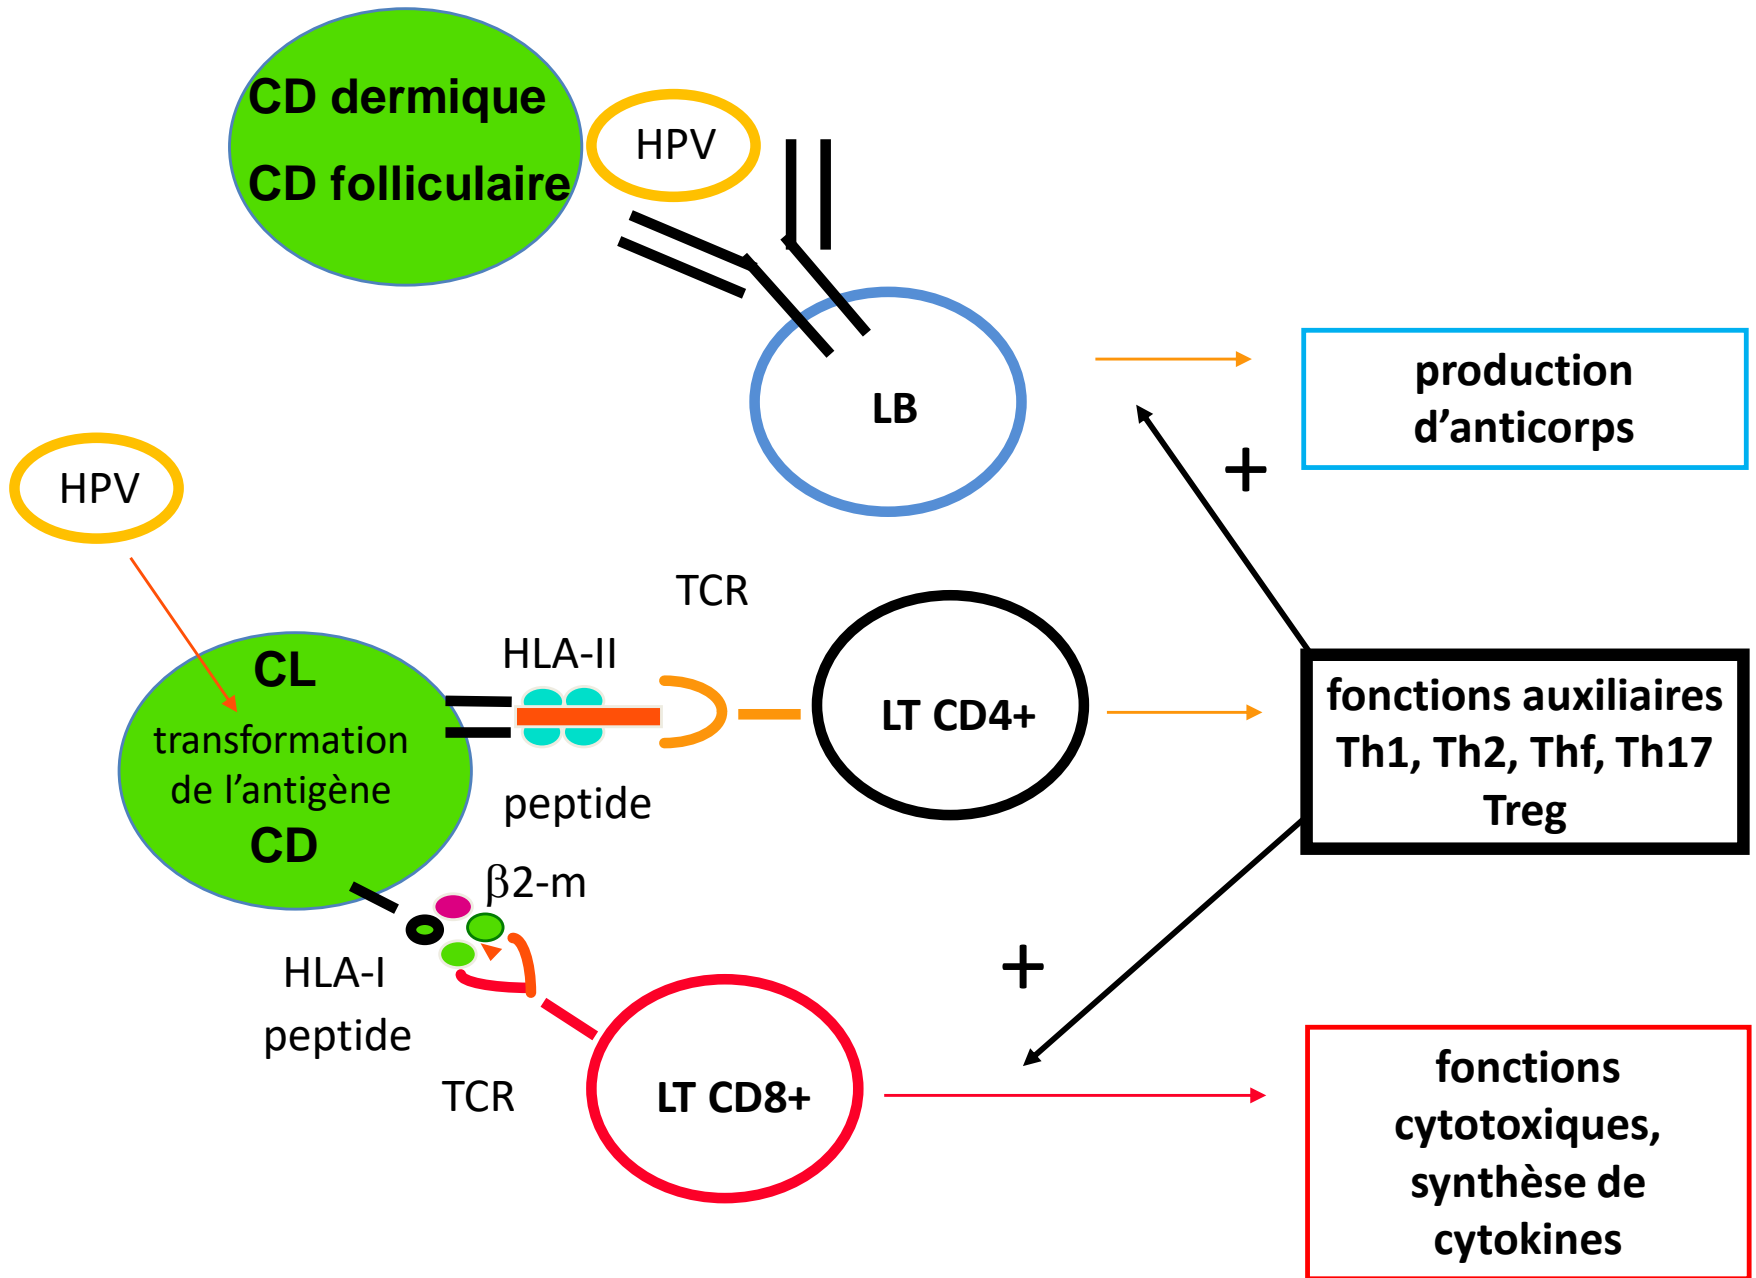 CD dermique
CD folliculaire
HPV
LB
production
d’anticorps
+
HPV
TCR
HLA-II
CL
transformation
de l’antigène
CD
peptide
LT CD4+
fonctions auxiliaires
Th1, Th2, Thf, Th17
Treg
β2-m
HLA-I
peptide
TCR
LT CD8+
+
fonctions
cytotoxiques,
synthèse de
cytokines